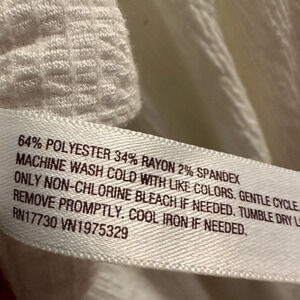 64% POLYESTER 34% RAYON 2% SPANDEX
MACHINE WASH COLD WITH LIKE COLORS. GENTLE CYCLE.
ONLY NON-CHLORINE BLEACH IF NEEDED. TUMBLE DRY L
REMOVE PROMPTLY. COOL IRON IF NEEDED.
RN17730 VN1975329